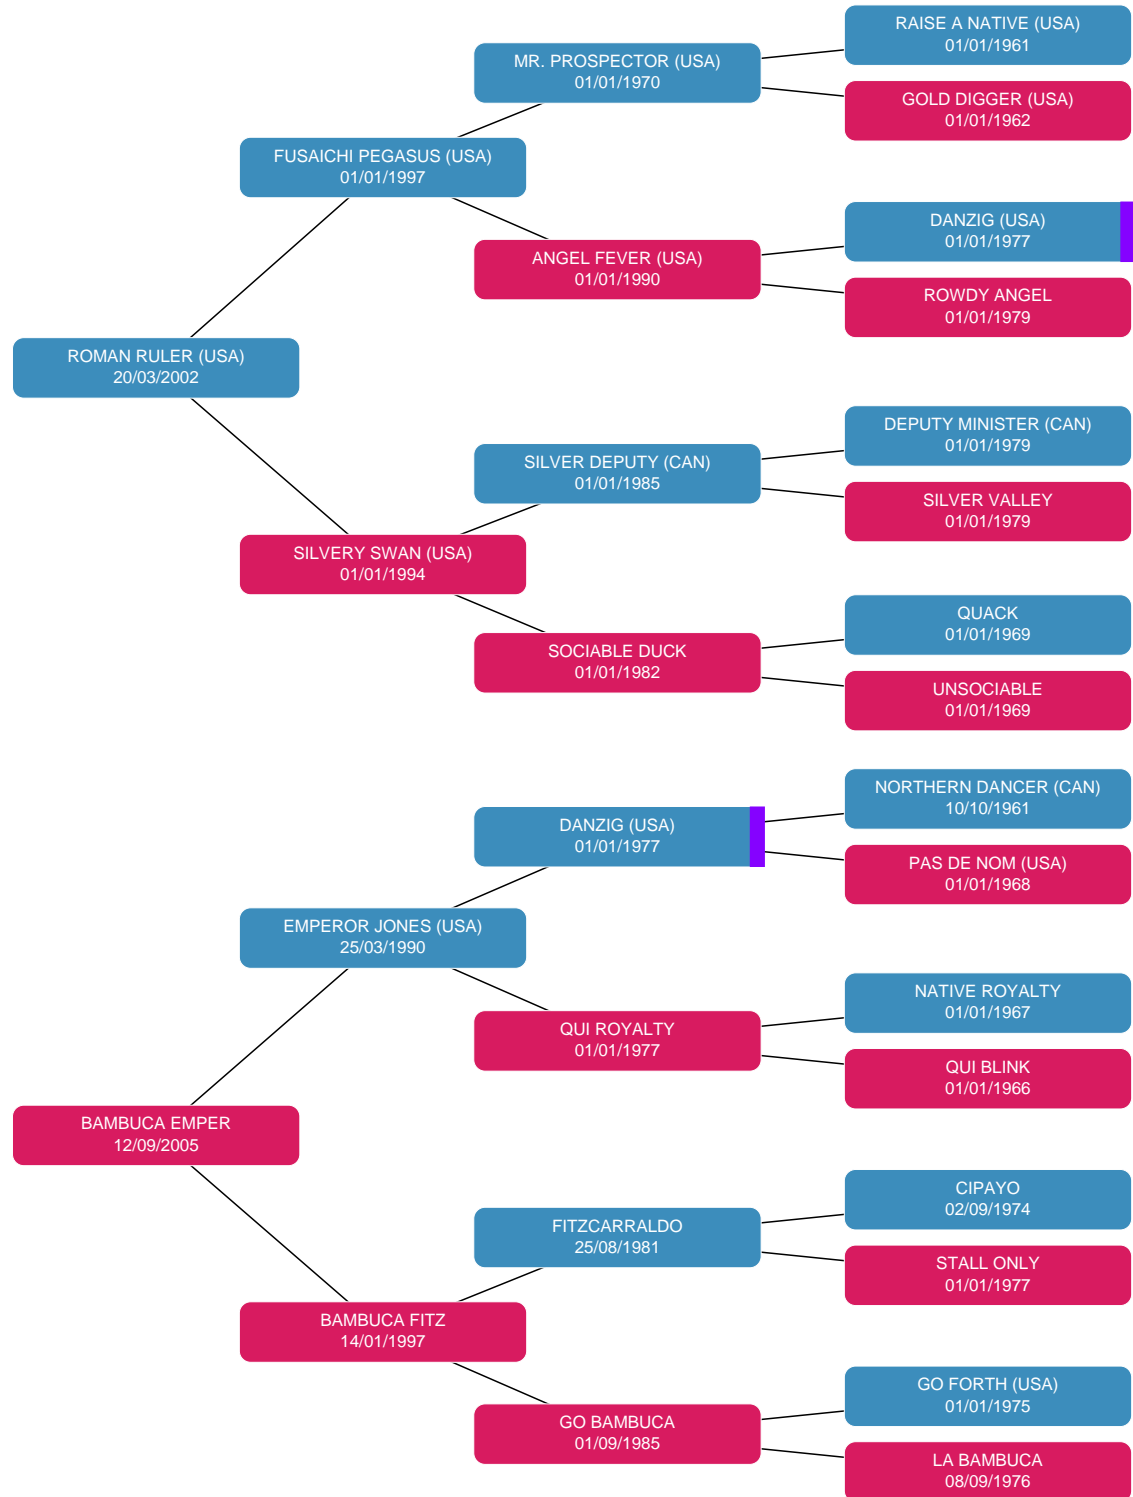 RAISE A NATIVE (USA)
01/01/1961
MR. PROSPECTOR (USA)
01/01/1970
GOLD DIGGER (USA)
01/01/1962
FUSAICHI PEGASUS (USA)
01/01/1997
DANZIG (USA)
01/01/1977
ANGEL FEVER (USA)
01/01/1990
ROWDY ANGEL
01/01/1979
ROMAN RULER (USA)
20/03/2002
DEPUTY MINISTER (CAN)
01/01/1979
SILVER DEPUTY (CAN)
01/01/1985
SILVER VALLEY
01/01/1979
SILVERY SWAN (USA)
01/01/1994
QUACK
01/01/1969
SOCIABLE DUCK
01/01/1982
UNSOCIABLE
01/01/1969
NORTHERN DANCER (CAN)
10/10/1961
DANZIG (USA)
01/01/1977
PAS DE NOM (USA)
01/01/1968
EMPEROR JONES (USA)
25/03/1990
NATIVE ROYALTY
01/01/1967
QUI ROYALTY
01/01/1977
QUI BLINK
01/01/1966
BAMBUCA EMPER
12/09/2005
CIPAYO
02/09/1974
FITZCARRALDO
25/08/1981
STALL ONLY
01/01/1977
BAMBUCA FITZ
14/01/1997
GO FORTH (USA)
01/01/1975
GO BAMBUCA
01/09/1985
LA BAMBUCA
08/09/1976